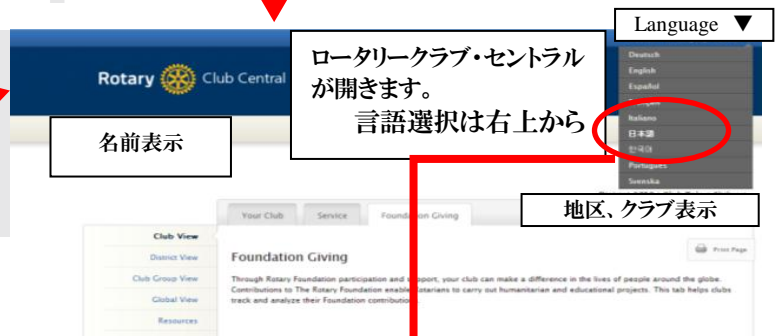 Language ▼
Rotary Club Central
ロータリークラブ・セントラル
が開きます。
言語選択は右上から
Deutsch
English
Español
Italiano
日本語
한국어
Portugues
Svenska
名前表示
地区、クラブ表示
Your Club
Service
Foundation Giving
Club View
District View
Club Group View
Global View
Resources
Print Page
Foundation Giving
Through Rotary Foundation participation and support, your club can make a difference in the lives of people around the globe.
Contributions to The Rotary Foundation enable to carry out humanitarian and educational projects. This tab helps clubs
track and analyze their Foundation